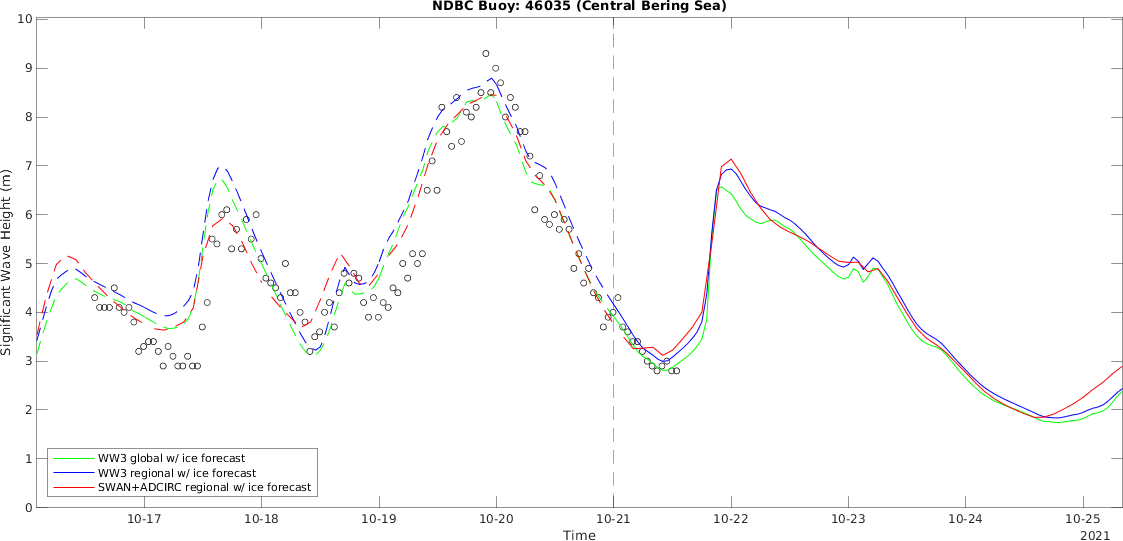 NDBC Buoy: 46035 (Central Bering Sea)
10
9
8
7
6
5
4
3
2
1
0
Significant Wave Height (m)
WW3 global w/ ice forecast
WW3 regional w/ ice forecast
SWAN+ADCIRC regional w/ ice forecast
10-17 10-18 10-19 10-20 10-21 10-22 10-23 10-24 10-25
Time
2021